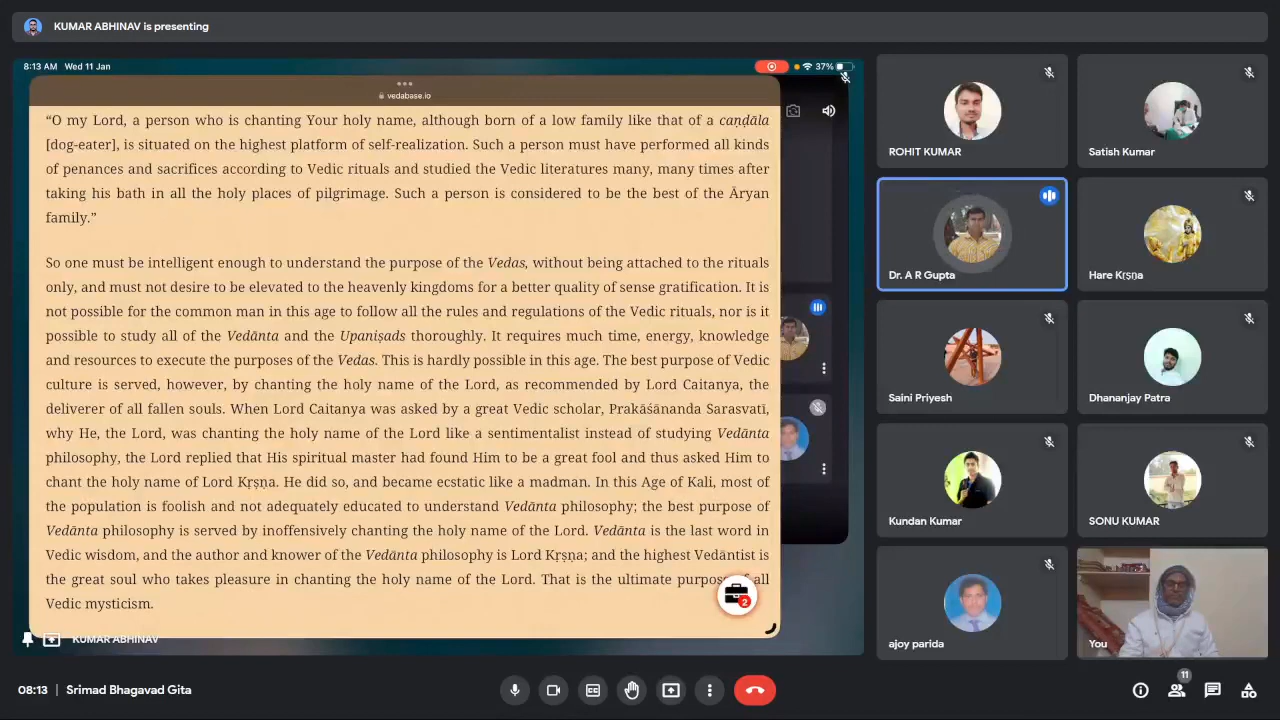 KUMAR ABHINAV is presenting
8:13 AM Wed 11 Jan
37%
vedabase.io
“O my Lord, a person who is chanting Your holy name, although born of a low family like that of a caṇḍāla
[dog-eater], is situated on the highest platform of self-realization. Such a person must have performed all kinds
of penances and sacrifices according to Vedic rituals and studied the Vedic literatures many, many times after
taking his bath in all the holy places of pilgrimage. Such a person is considered to be the best of the Āryan
family.”
So one must be intelligent enough to understand the purpose of the Vedas, without being attached to the rituals
only, and must not desire to be elevated to the heavenly kingdoms for a better quality of sense gratification. It is
not possible for the common man in this age to follow all the rules and regulations of the Vedic rituals, nor is it
possible to study all of the Vedānta and the Upaniṣads thoroughly. It requires much time, energy, knowledge
and resources to execute the purposes of the Vedas. This is hardly possible in this age. The best purpose of Vedic
culture is served, however, by chanting the holy name of the Lord, as recommended by Lord Caitanya, the
deliverer of all fallen souls. When Lord Caitanya was asked by a great Vedic scholar, Prakāśānanda Sarasvatī,
why He, the Lord, was chanting the holy name of the Lord like a sentimentalist instead of studying Vedānta
philosophy, the Lord replied that His spiritual master had found Him to be a great fool and thus asked Him to
chant the holy name of Lord Kṛṣṇa. He did so, and became ecstatic like a madman. In this Age of Kali, most of
the population is foolish and not adequately educated to understand Vedānta philosophy; the best purpose of
Vedānta philosophy is served by inoffensively chanting the holy name of the Lord. Vedānta is the last word in
Vedic wisdom, and the author and knower of the Vedānta philosophy is Lord Kṛṣṇa; and the highest Vedāntist is
the great soul who takes pleasure in chanting the holy name of the Lord. That is the ultimate purpose of all
Vedic mysticism.
2
KUMAR ABHINAV
ROHIT KUMAR
Satish Kumar
Dr. A R Gupta
Hare Kṛṣṇa
Saini Priyesh
Dhananjay Patra
Kundan Kumar
SONU KUMAR
ajoy parida
You
08:13 | Srimad Bhagavad Gita
11